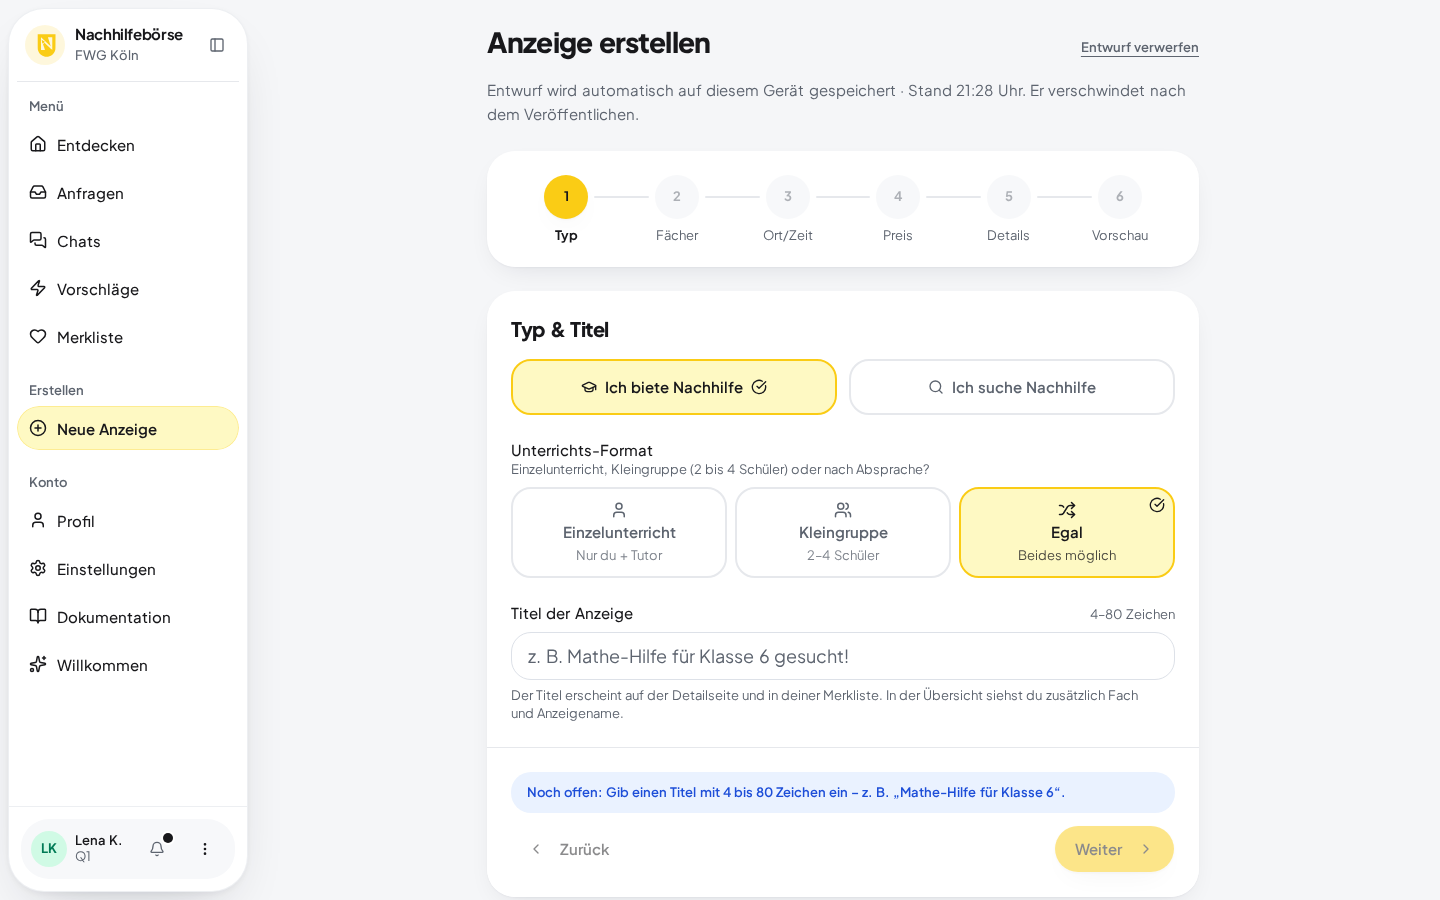 Nachhilfebörse
FWG Köln
Menü
Entdecken
Anfragen
Chats
Vorschläge
Merkliste
Erstellen
Neue Anzeige
Konto
Profil
Einstellungen
Dokumentation
Willkommen
LK
Lena K.
Q1
Anzeige erstellen
Entwurf verwerfen
Entwurf wird automatisch auf diesem Gerät gespeichert · Stand 21:28 Uhr. Er verschwindet nach
dem Veröffentlichen.
1
2
3
4
5
6
Typ
Fächer
Ort/Zeit
Preis
Details
Vorschau
Typ & Titel
Ich biete Nachhilfe
Ich suche Nachhilfe
Unterrichts-Format
Einzelunterricht, Kleingruppe (2 bis 4 Schüler) oder nach Absprache?
Einzelunterricht
Nur du + Tutor
Kleingruppe
2–4 Schüler
Egal
Beides möglich
Titel der Anzeige
4–80 Zeichen
z. B. Mathe-Hilfe für Klasse 6 gesucht!
Der Titel erscheint auf der Detailseite und in deiner Merkliste. In der Übersicht siehst du zusätzlich Fach
und Anzeigename.
Noch offen: Gib einen Titel mit 4 bis 80 Zeichen ein – z. B. „Mathe-Hilfe für Klasse 6“.
Zurück
Weiter